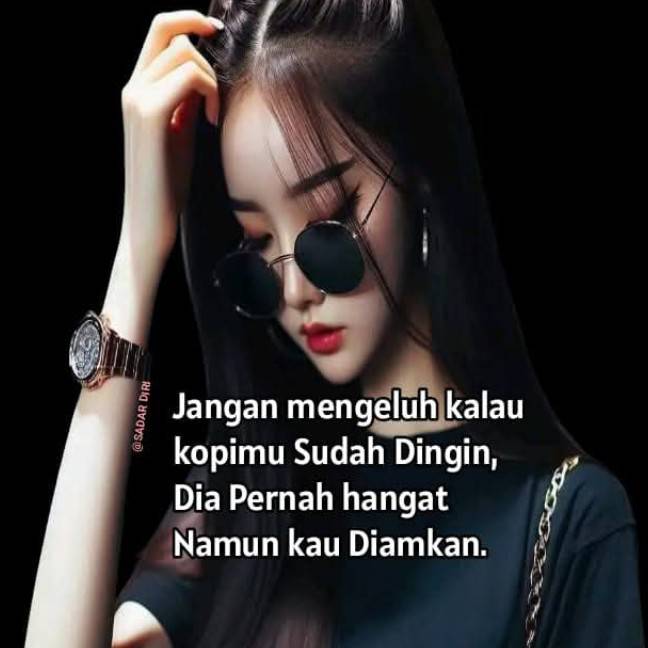 Jangan mengeluh kalau
kopimu Sudah Dingin,
Dia Pernah hangat
Namun kau Diamkan.
@SADAR DIRI